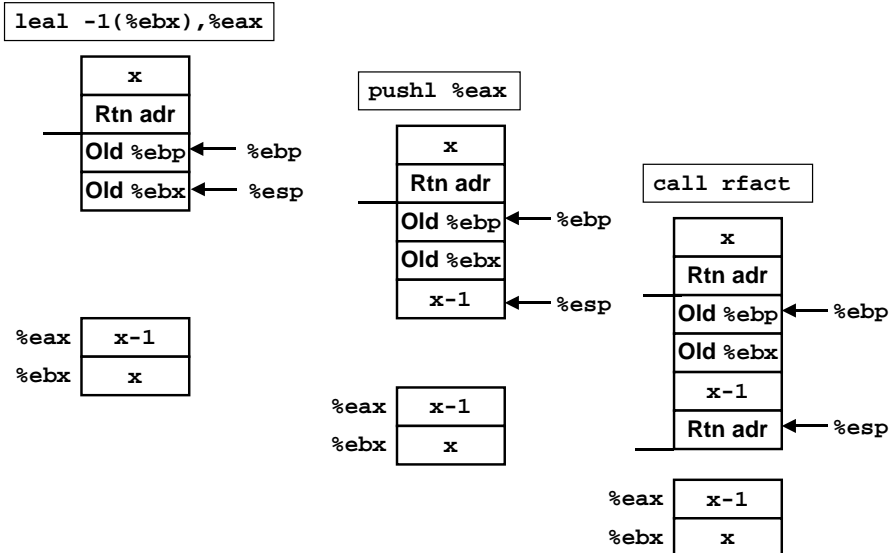 leal -1(%ebx),%eax
x
Rtn adr
Old %ebp %ebp
Old %ebx %esp
%eax x-1
%ebx x
pushl %eax
x
Rtn adr
Old %ebp %ebp
Old %ebx
x-1 %esp
%eax x-1
%ebx x
call rfact
x
Rtn adr
Old %ebp %ebp
Old %ebx
x-1
Rtn adr %esp
%eax x-1
%ebx x